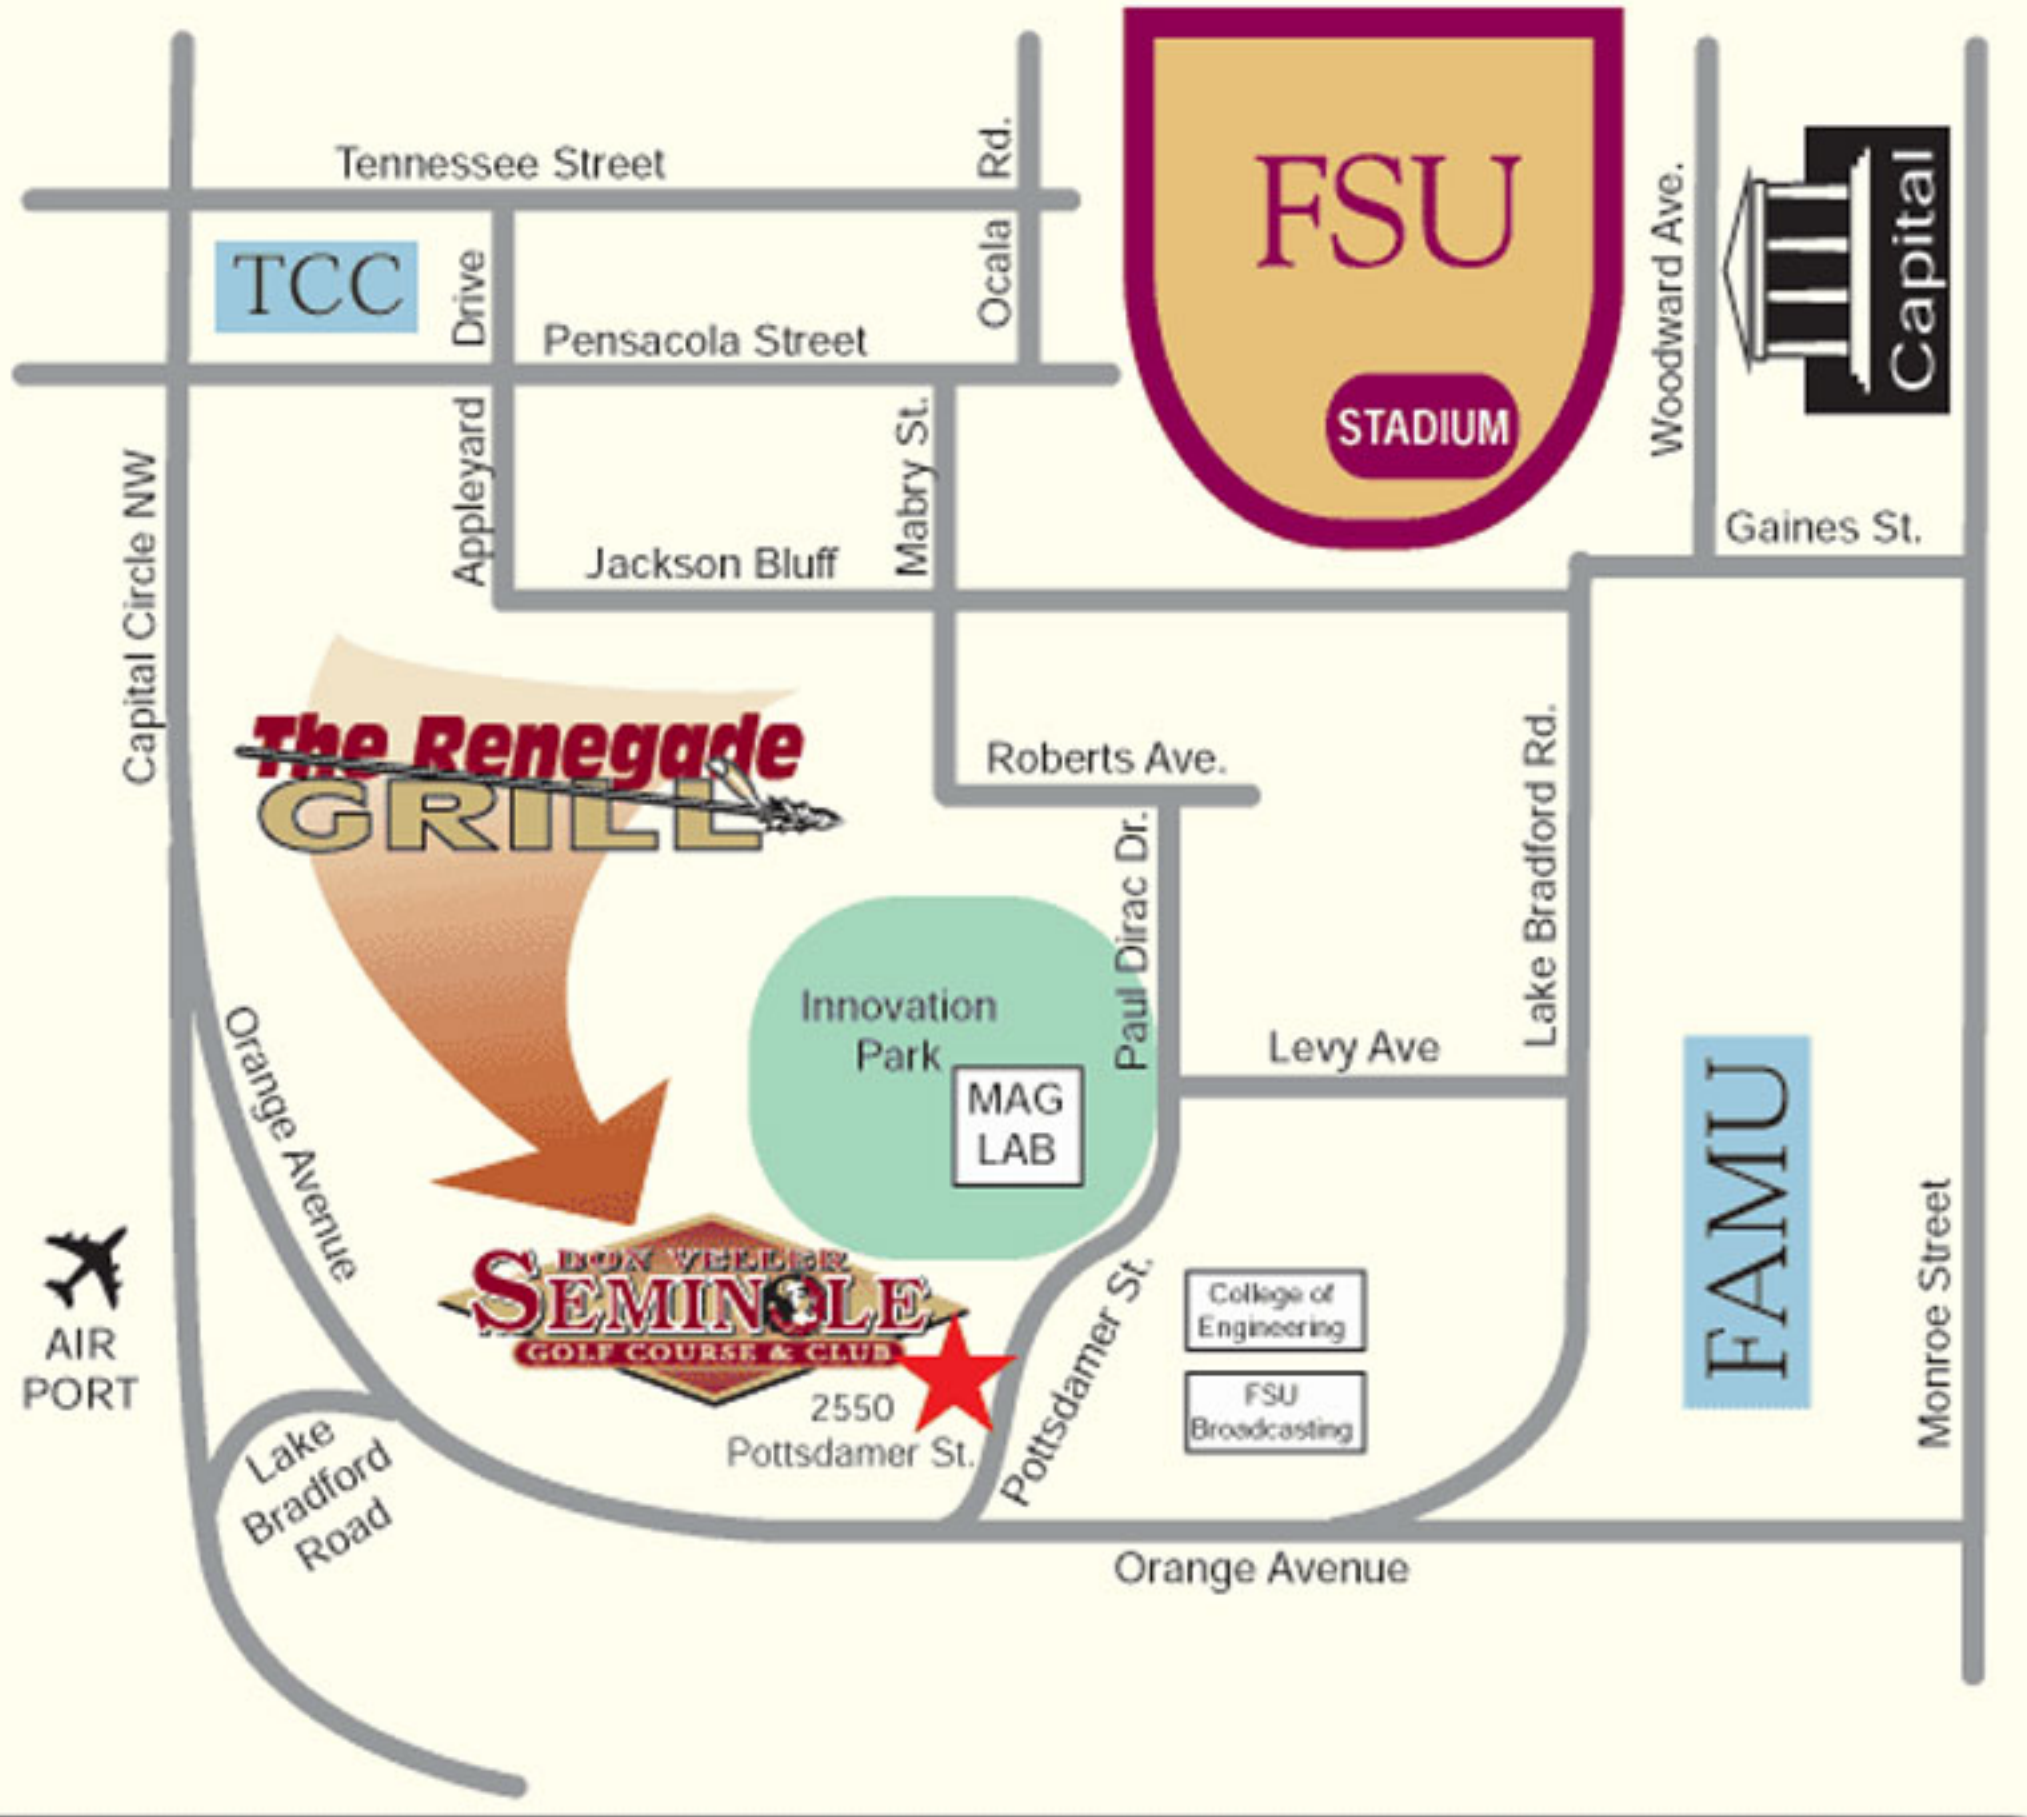 Tennessee Street
Ocala Rd.
FSU
STADIUM
Woodward Ave.
Capital
TCC
Appleyard Drive
Pensacola Street
Mabry St.
Capital Circle NW
Jackson Bluff
Gaines St.
The Renegade
GRILL
Roberts Ave.
Lake Bradford Rd.
Paul Dirac Dr.
Innovation
Park
MAG
LAB
Levy Ave
FAMU
Monroe Street
Orange Avenue
AIR
PORT
DON VELLER
SEMINOLE
GOLF COURSE & CLUB
2550
Pottsdamer St.
Pottsdamer St.
College of
Engineering
FSU
Broadcasting
Lake
Bradford
Road
Orange Avenue